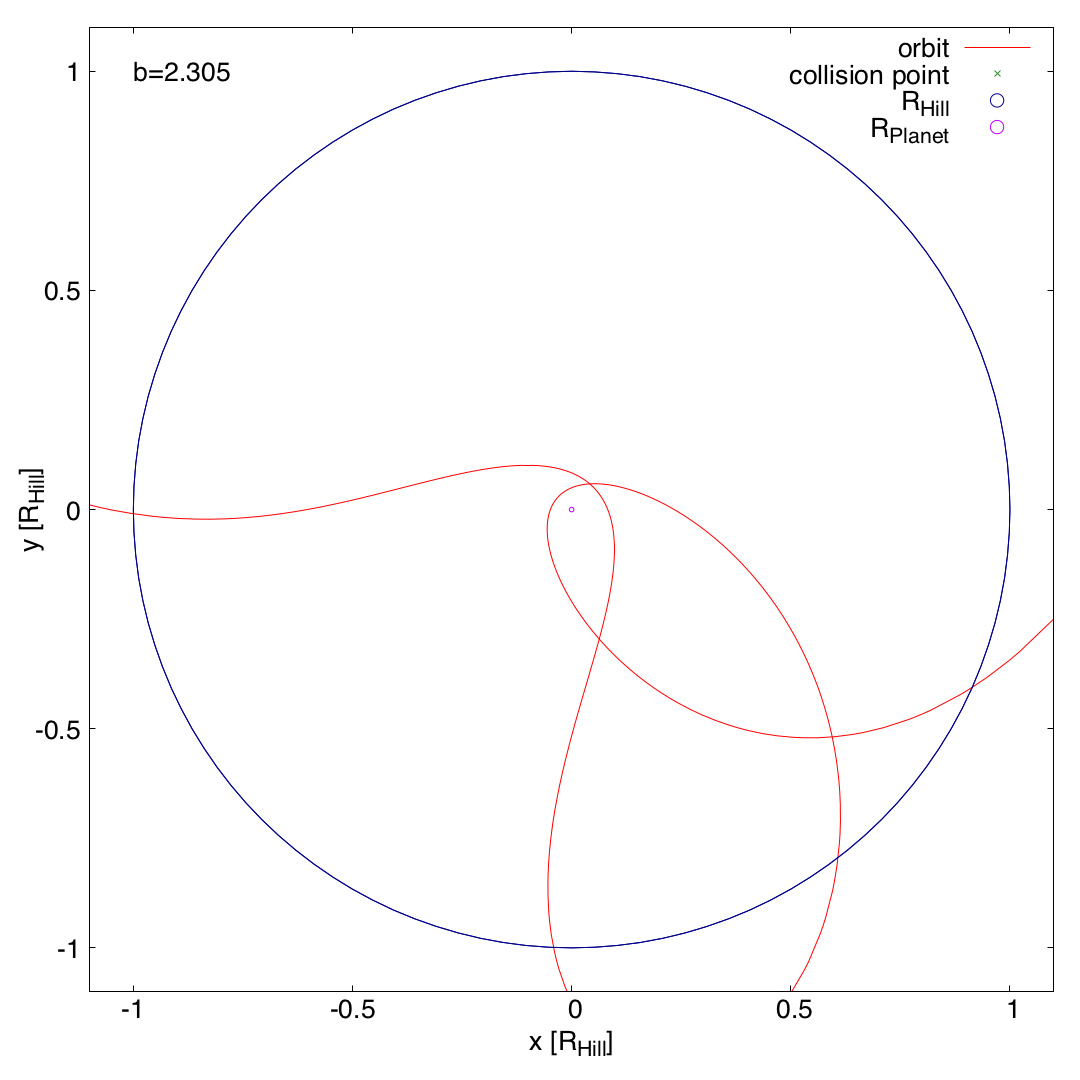 b=2.305
orbit
collision point
R_Hill
R_Planet
1
0.5
0
-0.5
-1
y [R_Hill]
-1
-0.5
0
0.5
1
x [R_Hill]